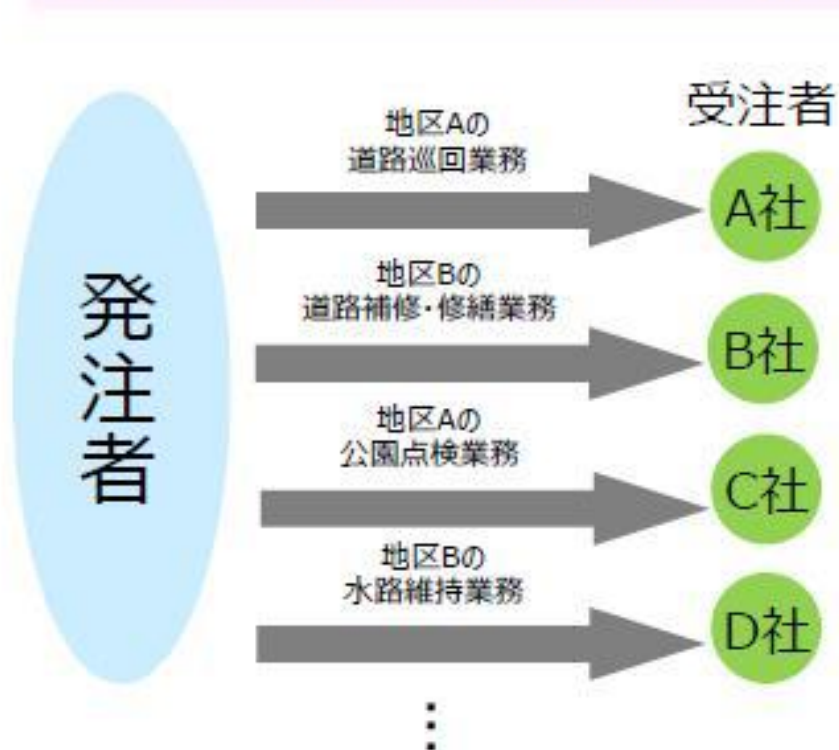 受注者
発注者
地区Aの
道路巡回業務
A社
地区Bの
道路補修・修繕業務
B社
地区Aの
公園点検業務
C社
地区Bの
水路維持業務
D社
⋮